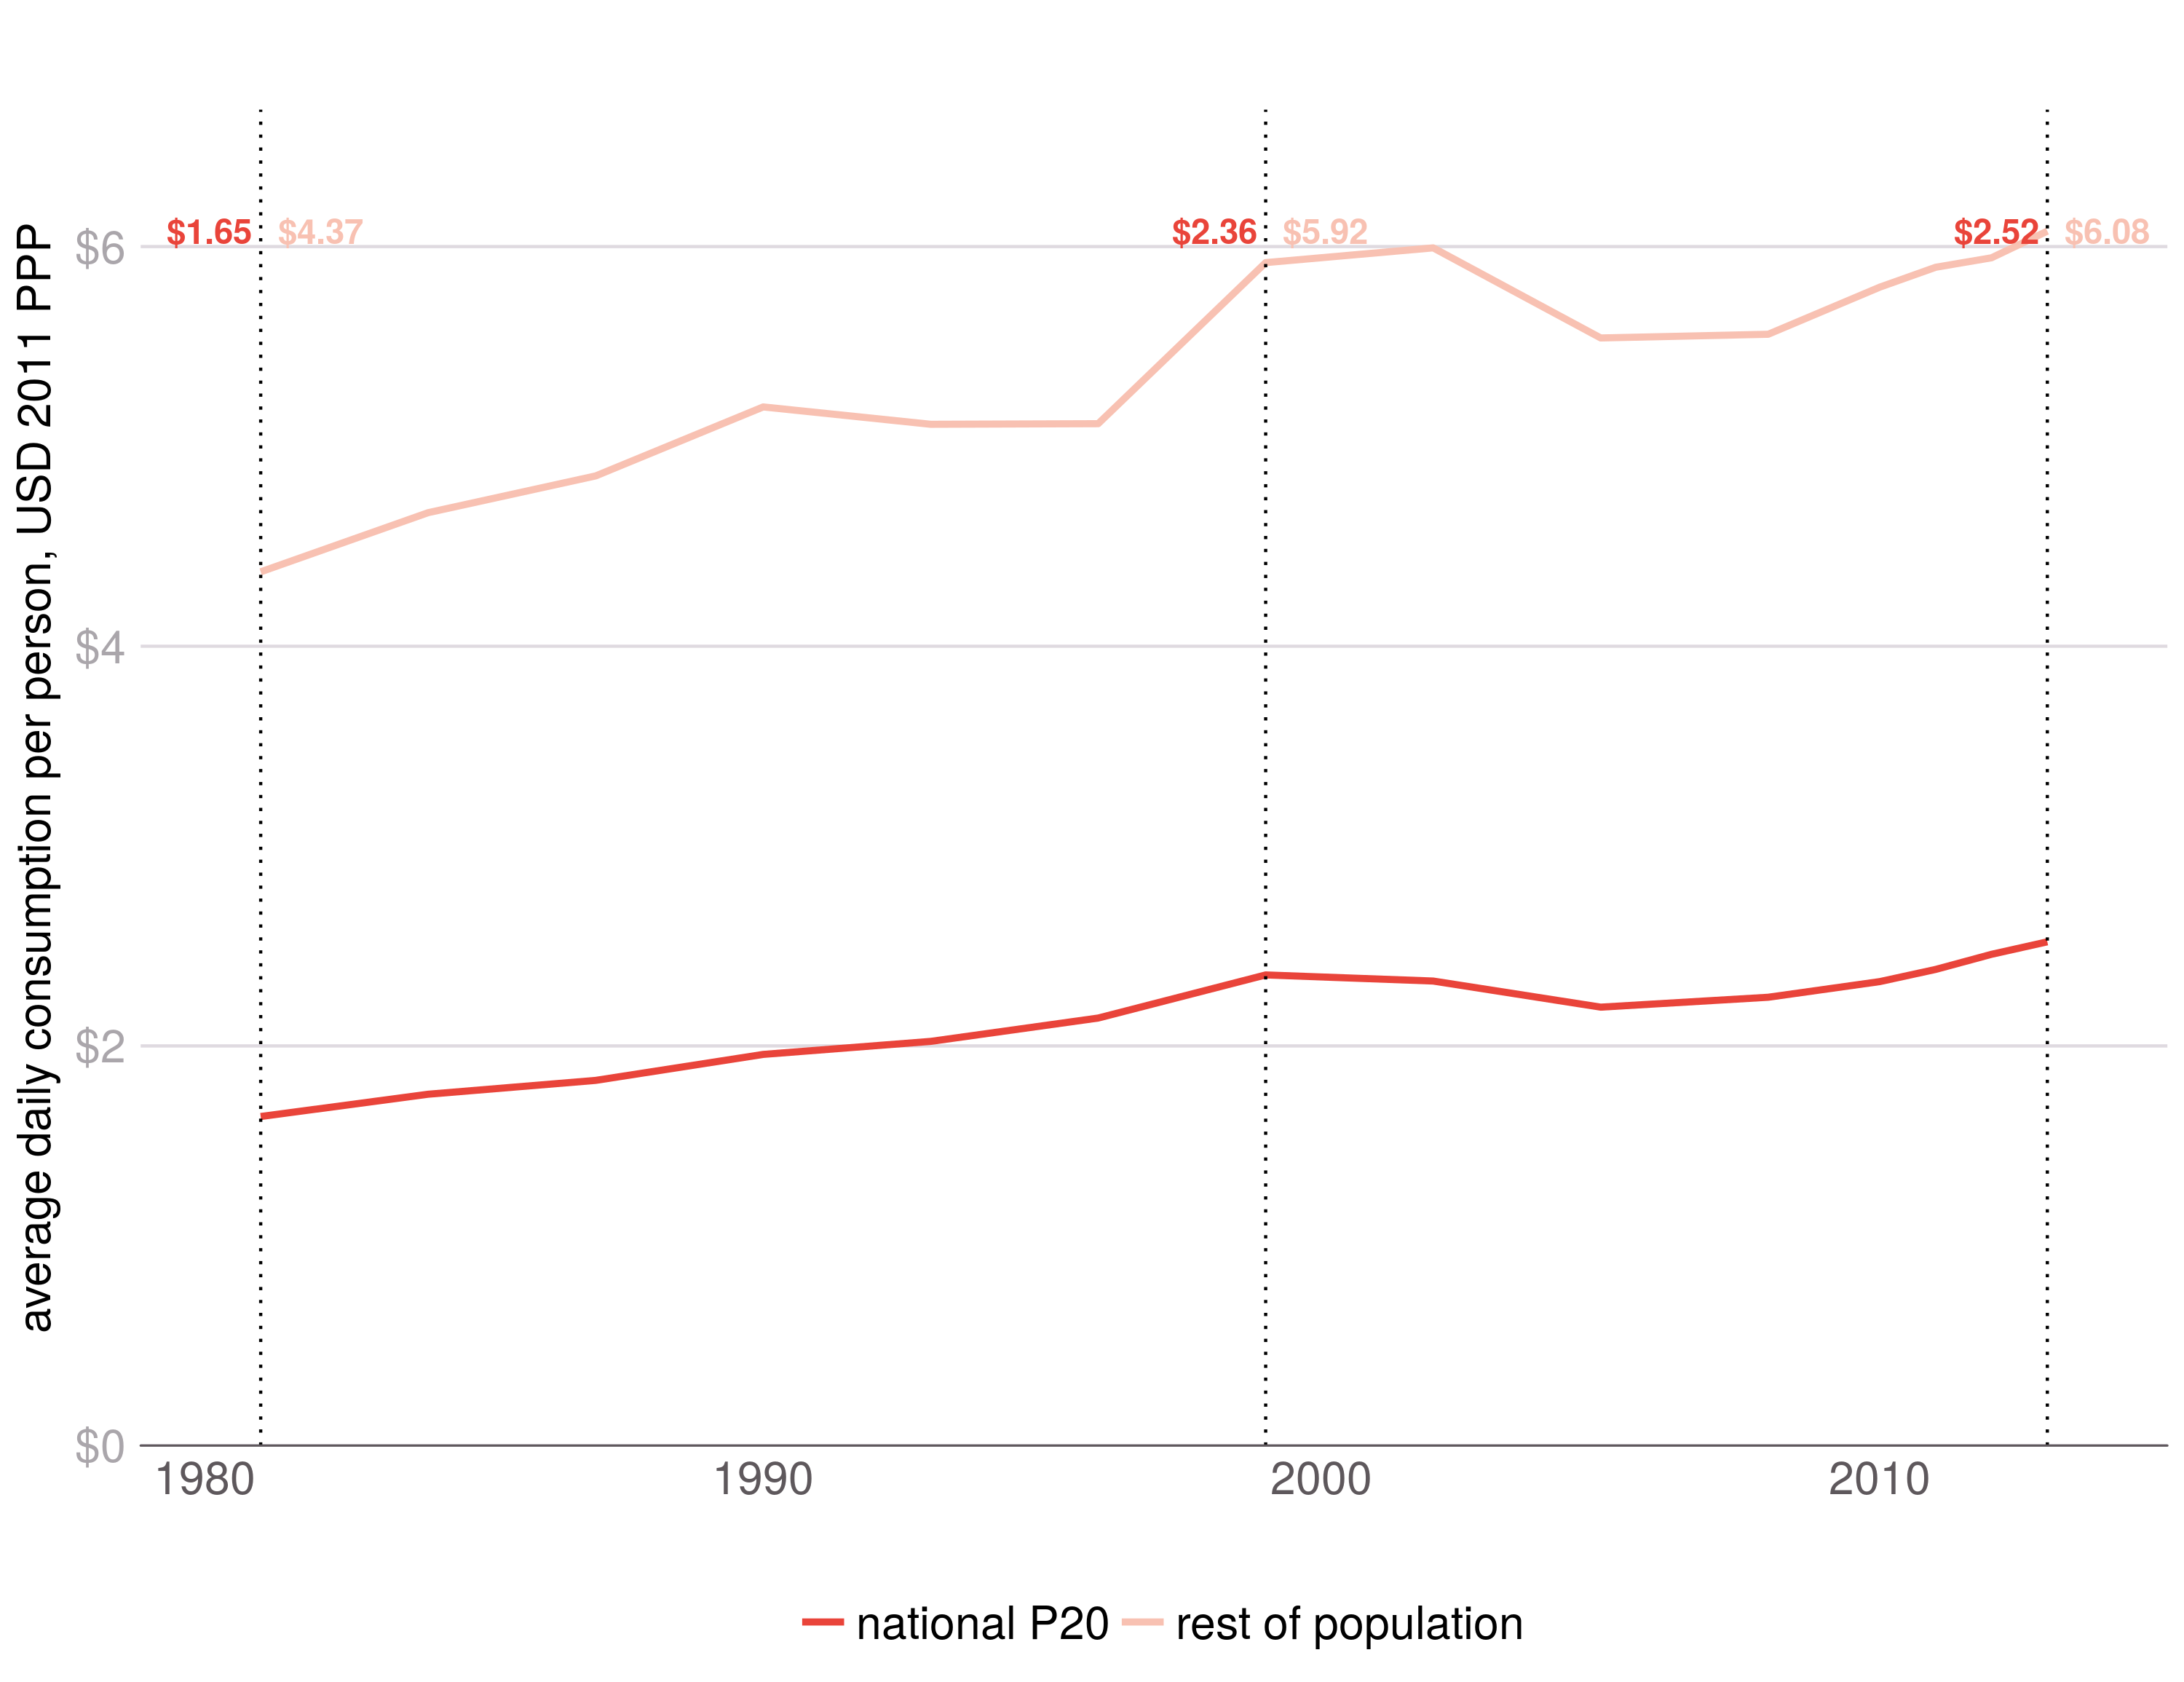 average daily consumption per person, USD 2011 PPP
$1.65 $4.37 $2.36 $5.92 $2.52 $6.08
$6
$4
$2
$0
1980 1990 2000 2010
national P20 rest of population